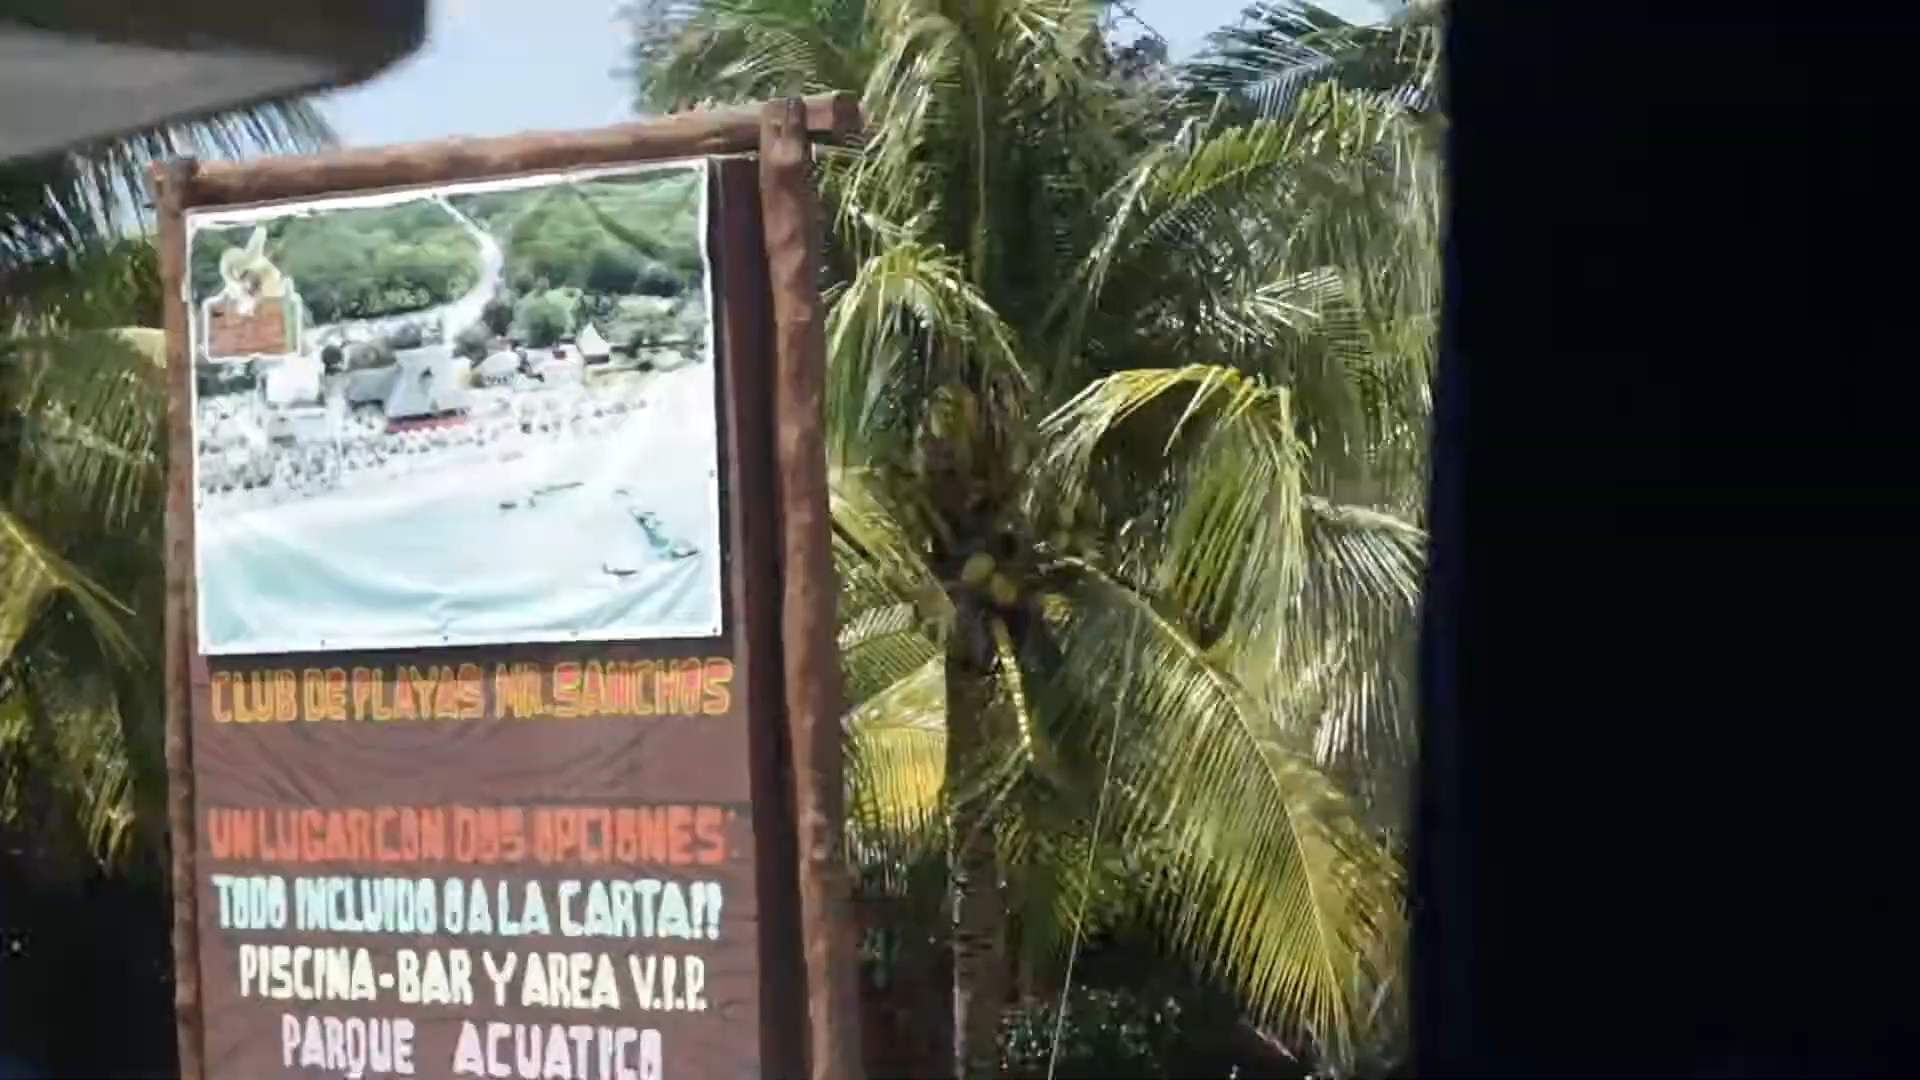 CLUB DE PLAYAS MR. SANCHOS
UN LUGAR CON DOS OPCIONES:
TODO INCLUIDO O A LA CARTA!!
PISCINA-BAR Y AREA V.I.P.
PARQUE ACUATICO